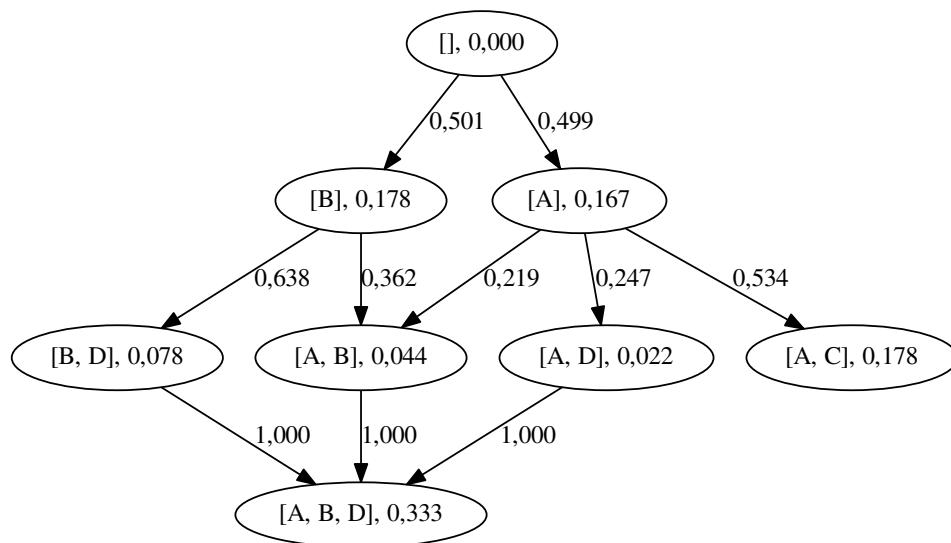 [], 0,000
0,501
0,499
[B], 0,178
[A], 0,167
0,638
0,362
0,219
0,247
0,534
[B, D], 0,078
[A, B], 0,044
[A, D], 0,022
[A, C], 0,178
1,000
1,000
1,000
[A, B, D], 0,333